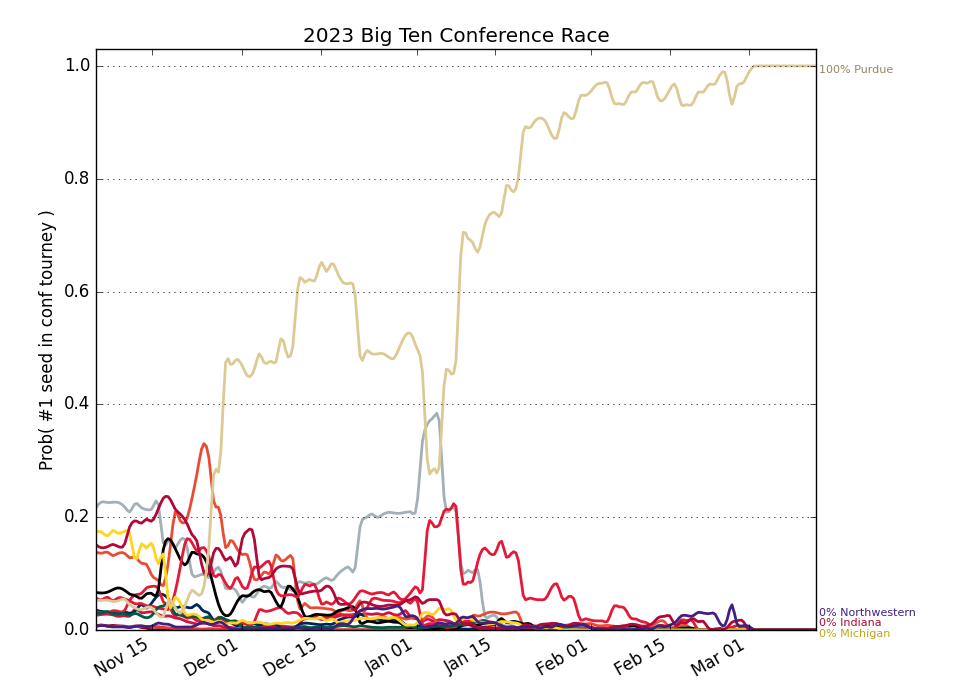 2023 Big Ten Conference Race
Prob( #1 seed in conf tourney )
1.0
0.8
0.6
0.4
0.2
0.0
Nov 15
Dec 01
Dec 15
Jan 01
Jan 15
Feb 01
Feb 15
Mar 01
100% Purdue
0% Northwestern
0% Indiana
0% Michigan